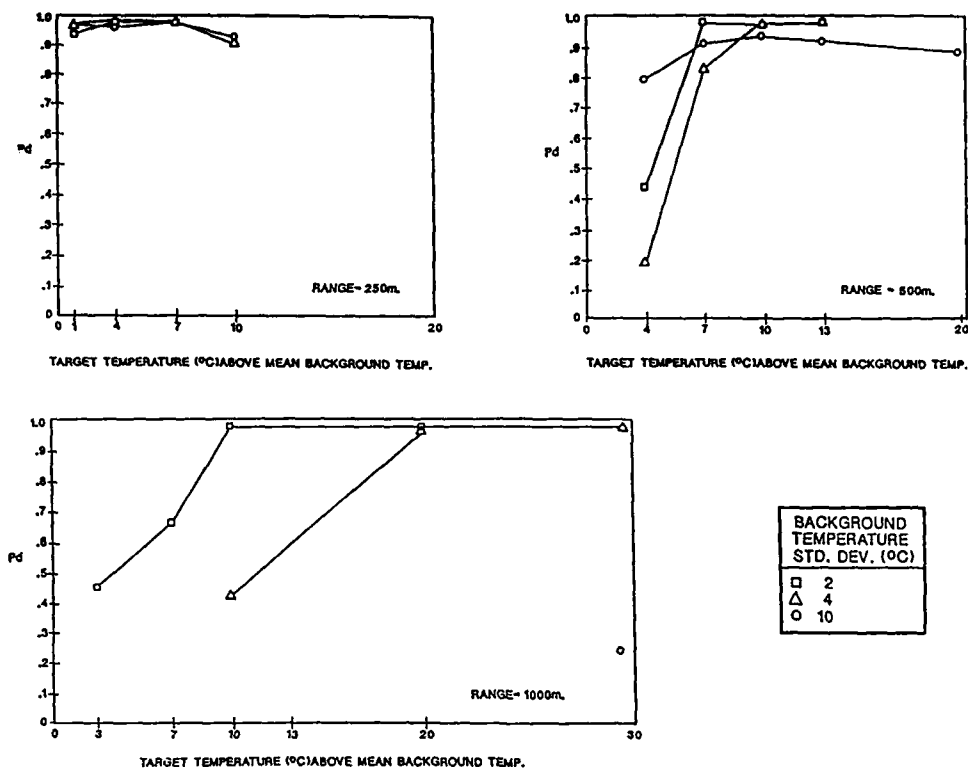 1.0
.9
.8
.7
.6
.5
.4
.3
.2
.1
0
Pd
RANGE- 250m.
0 1 4 7 10 20
TARGET TEMPERATURE (ºC)ABOVE MEAN BACKGROUND TEMP.
1.0
.9
.8
.7
.6
.5
.4
.3
.2
.1
Pd
RANGE - 500m.
0 4 7 10 13 20
TARGET TEMPERATURE (ºC)ABOVE MEAN BACKGROUND TEMP.
1.0
.9
.8
.7
.6
.5
.4
.3
.2
.1
0
Pd
RANGE- 1000m.
3 7 10 13 20 30
TARGET TEMPERATURE (ºC)ABOVE MEAN BACKGROUND TEMP.
BACKGROUND
TEMPERATURE
STD. DEV. (ºC)
2
4
10